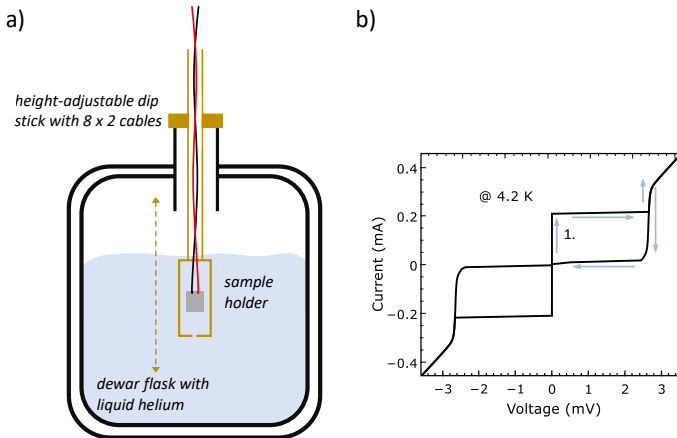 a)
height-adjustable dip
stick with 8 x 2 cables
sample
holder
dewar flask with
liquid helium
b)
@ 4.2 K
1.
Current (mA)
0.4
0.2
0
−0.2
−0.4
−3 −2 −1 0 1 2 3
Voltage (mV)